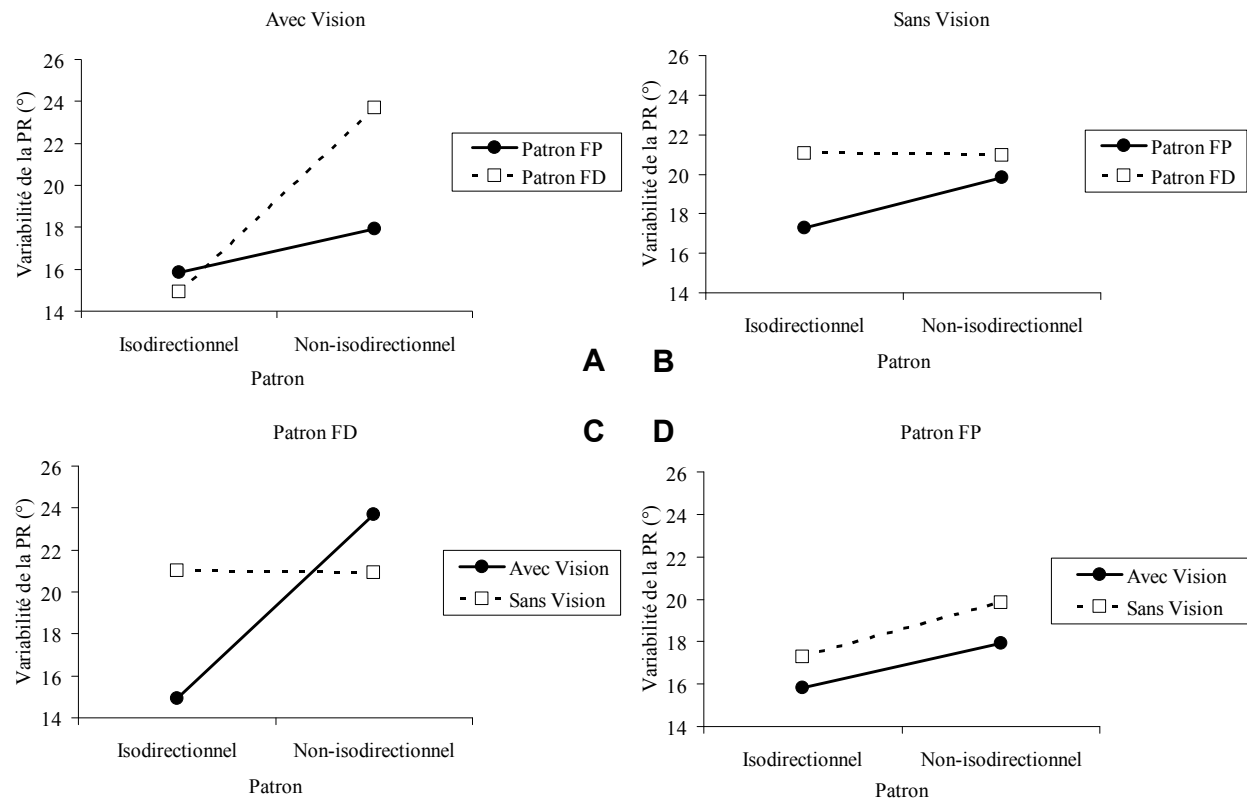 Avec Vision
Variabilité de la PR (°)
26
24
22
20
18
16
14
Patron FP
Patron FD
Isodirectionnel Non-isodirectionnel
Patron
A
Sans Vision
Variabilité de la PR (°)
26
24
22
20
18
16
14
Patron FP
Patron FD
Isodirectionnel Non-isodirectionnel
Patron
B
Patron FD
Variabilité de la PR (°)
26
24
22
20
18
16
14
Avec Vision
Sans Vision
Isodirectionnel Non-isodirectionnel
Patron
C
Patron FP
Variabilité de la PR (°)
26
24
22
20
18
16
14
Avec Vision
Sans Vision
Isodirectionnel Non-isodirectionnel
Patron
D